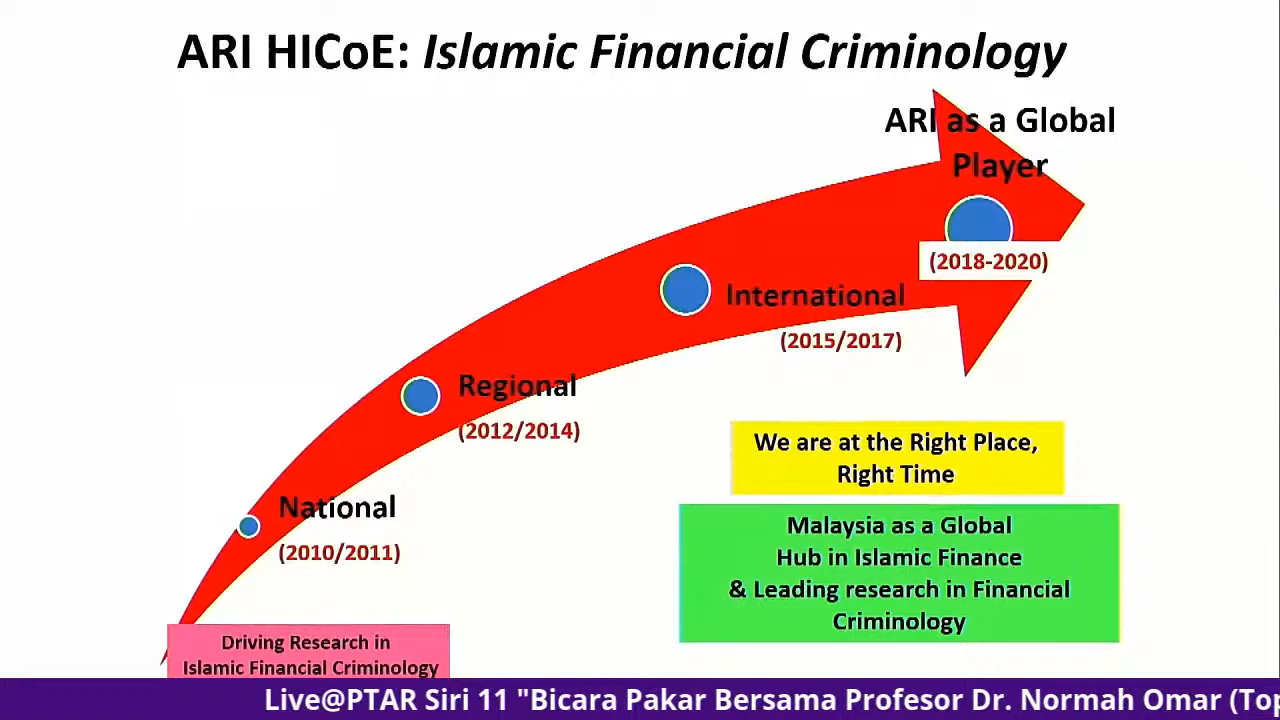 ARI HICoE: Islamic Financial Criminology
ARI as a Global
Player
(2018-2020)
International
(2015/2017)
Regional
(2012/2014)
National
(2010/2011)
We are at the Right Place,
Right Time
Malaysia as a Global
Hub in Islamic Finance
& Leading research in Financial
Criminology
Driving Research in
Islamic Financial Criminology
Live@PTAR Siri 11 "Bicara Pakar Bersama Profesor Dr. Normah Omar (Top